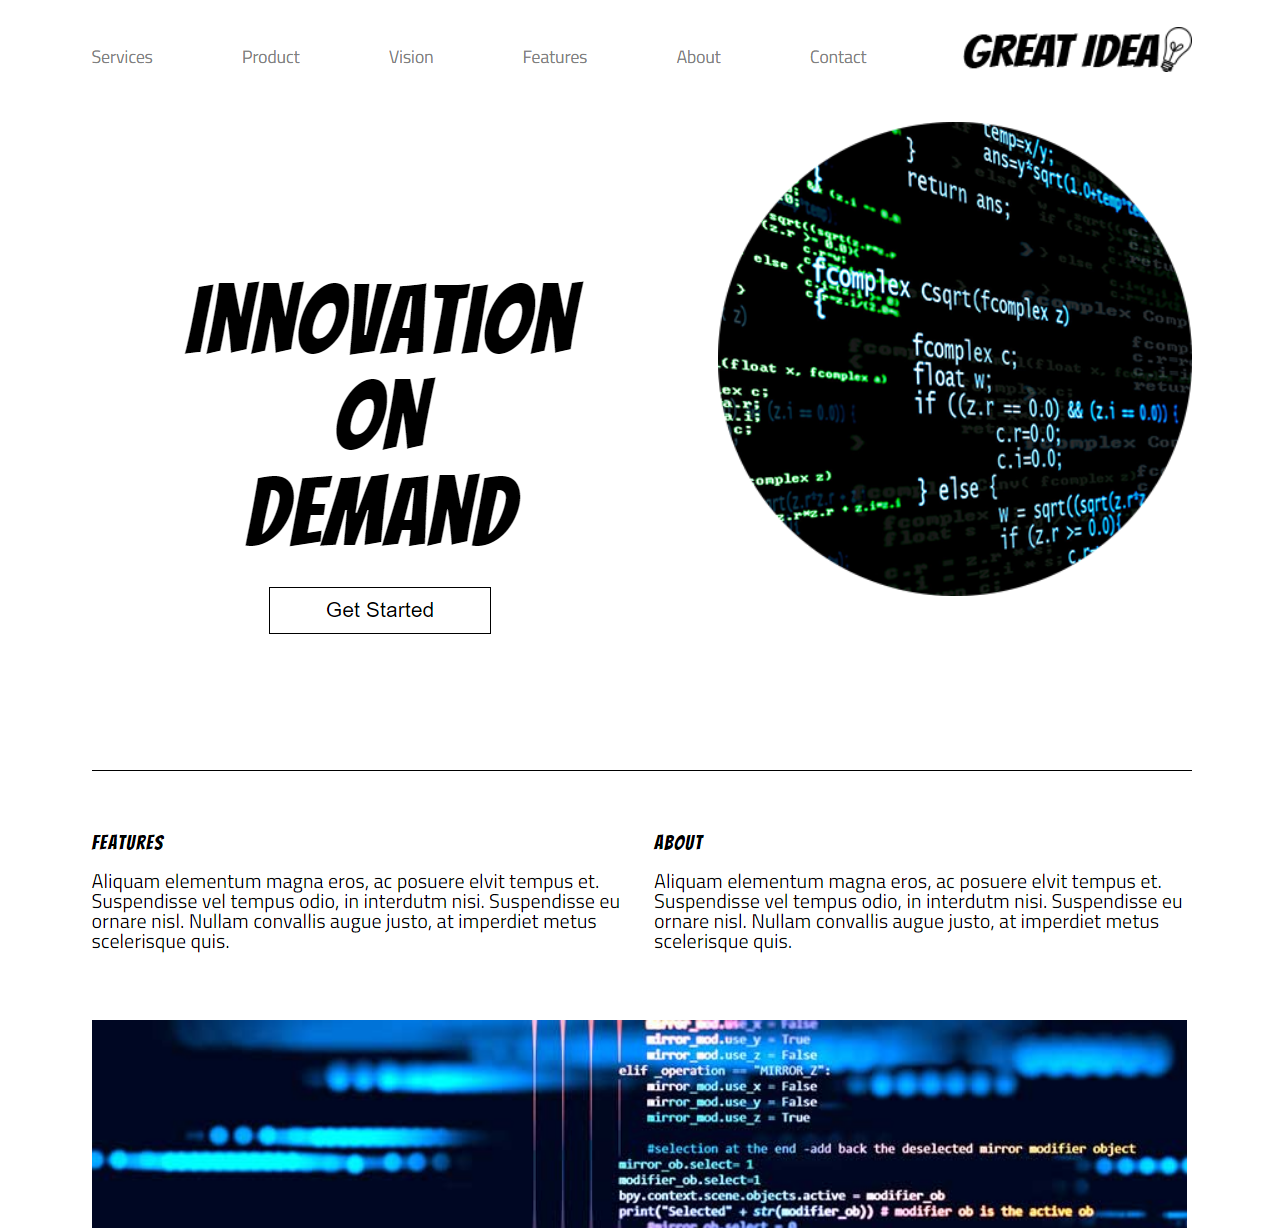 Services Product Vision Features About Contact GREAT IDEA
INNOVATION
ON
DEMAND
Get Started
temp=x/y;
ans=y*sqrt(1.0+temp*te
}
return ans;
}
fcomplex Csqrt(fcomplex z)
{
fcomplex c;
float w;
if ((z.r == 0.0) && (z.i == 0.0)) {
c.r=0.0;
c.i=0.0;
} else {
w = sqrt((sqrt(z.r*z
if (z.r >= 0.0){
(float x, fcomplex a)
else {
FEATURES
Aliquam elementum magna eros, ac posuere elvit tempus et.
Suspendisse vel tempus odio, in interdutm nisi. Suspendisse eu
ornare nisl. Nullam convallis augue justo, at imperdiet metus
scelerisque quis.
ABOUT
Aliquam elementum magna eros, ac posuere elvit tempus et.
Suspendisse vel tempus odio, in interdutm nisi. Suspendisse eu
ornare nisl. Nullam convallis augue justo, at imperdiet metus
scelerisque quis.
mirror_mod.use_x = False
mirror_mod.use_y = True
mirror_mod.use_z = False
elif _operation == "MIRROR_Z":
mirror_mod.use_x = False
mirror_mod.use_y = False
mirror_mod.use_z = True
#selection at the end -add back the deselected mirror modifier object
mirror_ob.select= 1
modifier_ob.select=1
bpy.context.scene.objects.active = modifier_ob
print("Selected" + str(modifier_ob)) # modifier ob is the active ob
#mirror_ob.select = 0